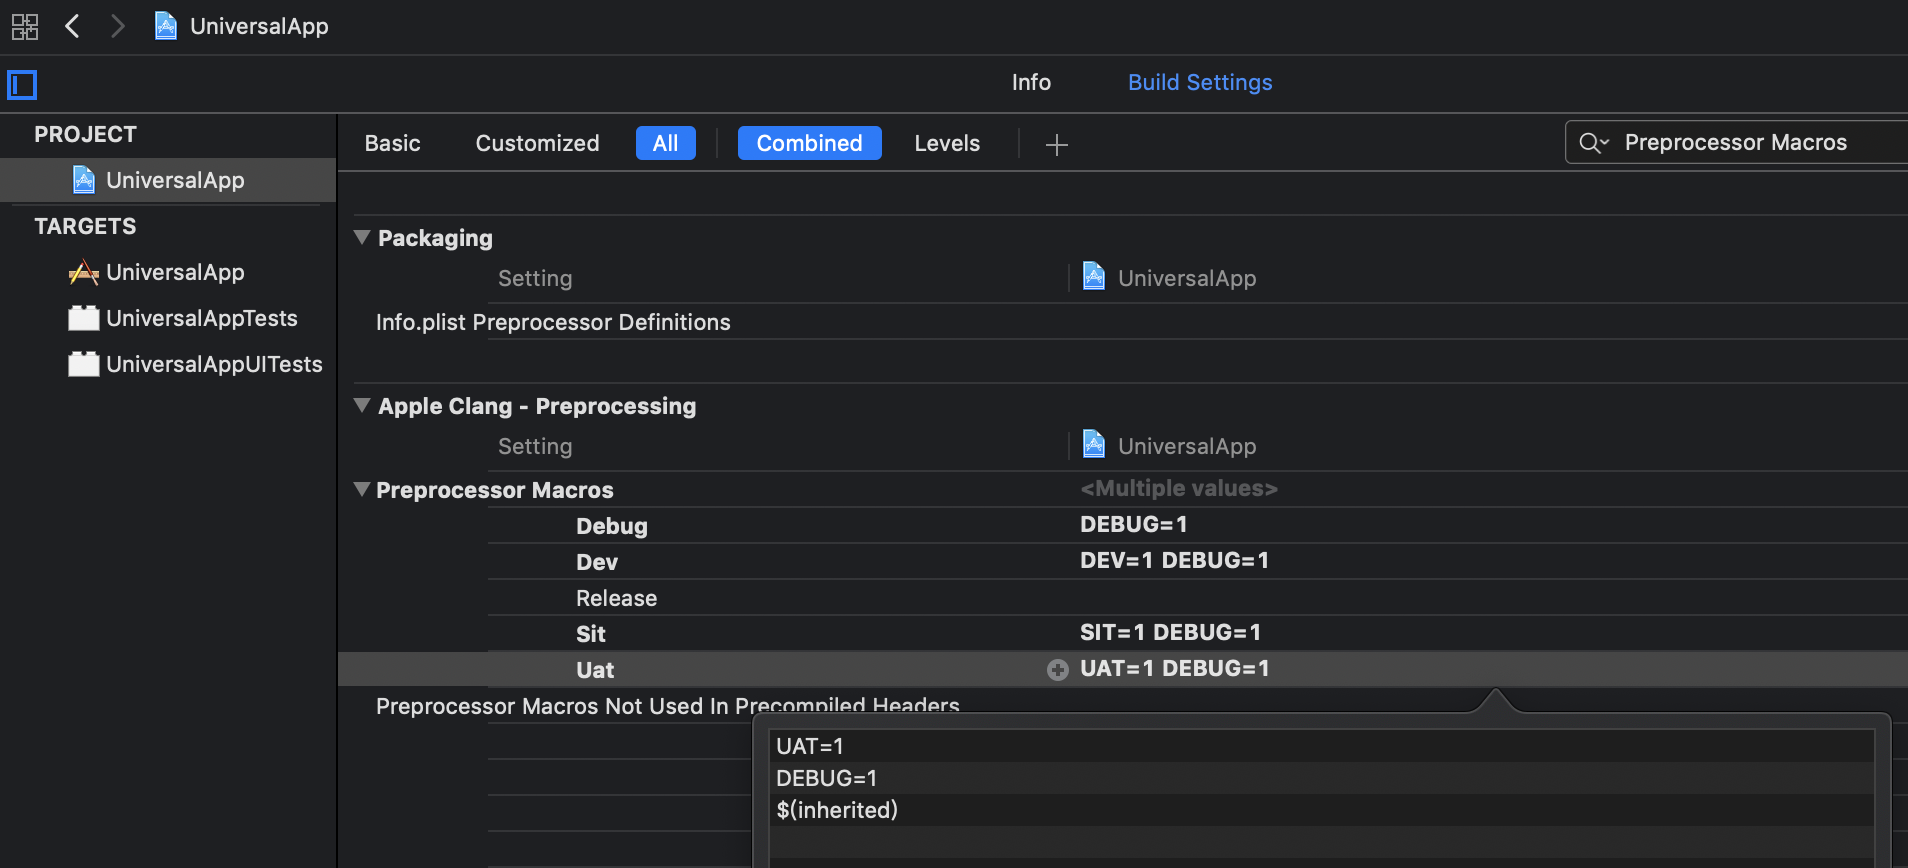 UniversalApp
Info Build Settings
PROJECT
UniversalApp
TARGETS
UniversalApp
UniversalAppTests
UniversalAppUITests
Basic Customized All Combined Levels Preprocessor Macros
Packaging
Setting UniversalApp
Info.plist Preprocessor Definitions
Apple Clang - Preprocessing
Setting UniversalApp
Preprocessor Macros <Multiple values>
Debug DEBUG=1
Dev DEV=1 DEBUG=1
Release
Sit SIT=1 DEBUG=1
Uat UAT=1 DEBUG=1
Preprocessor Macros Not Used In Precompiled Headers
UAT=1
DEBUG=1
$(inherited)